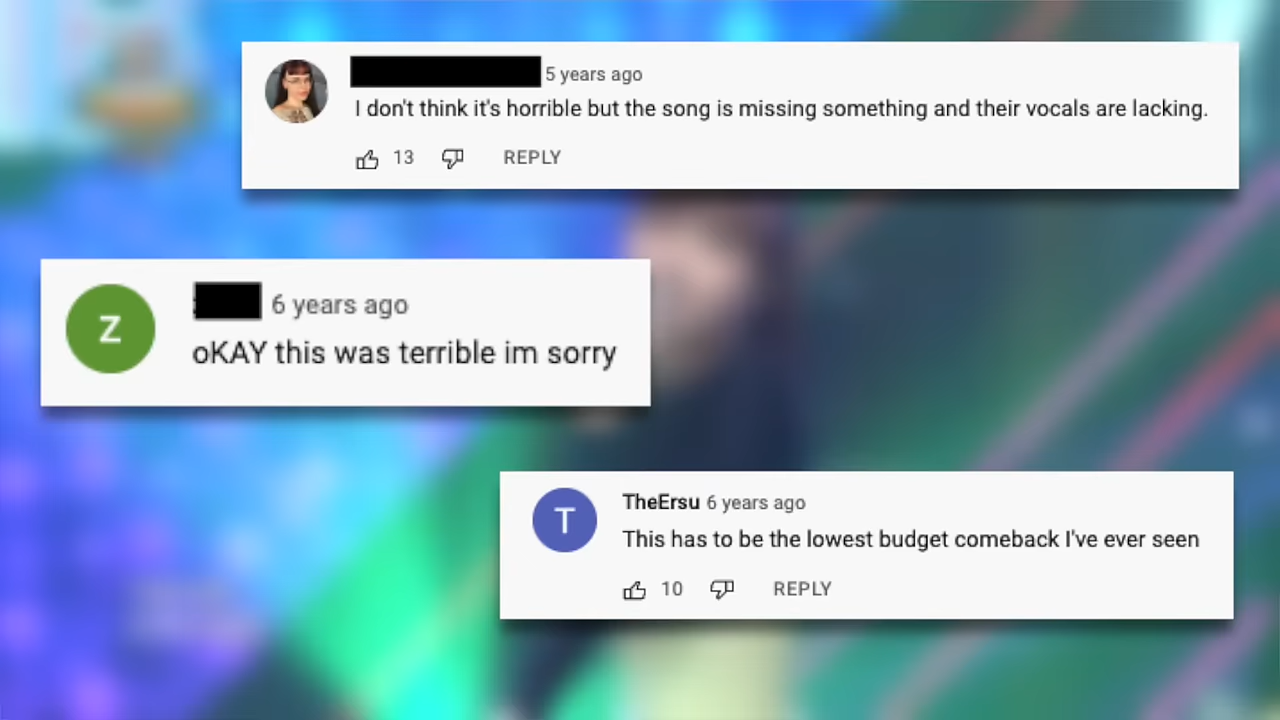 5 years ago
I don't think it's horrible but the song is missing something and their vocals are lacking.
13 REPLY
Z
6 years ago
oKAY this was terrible im sorry
T
TheErsu 6 years ago
This has to be the lowest budget comeback I've ever seen
10 REPLY